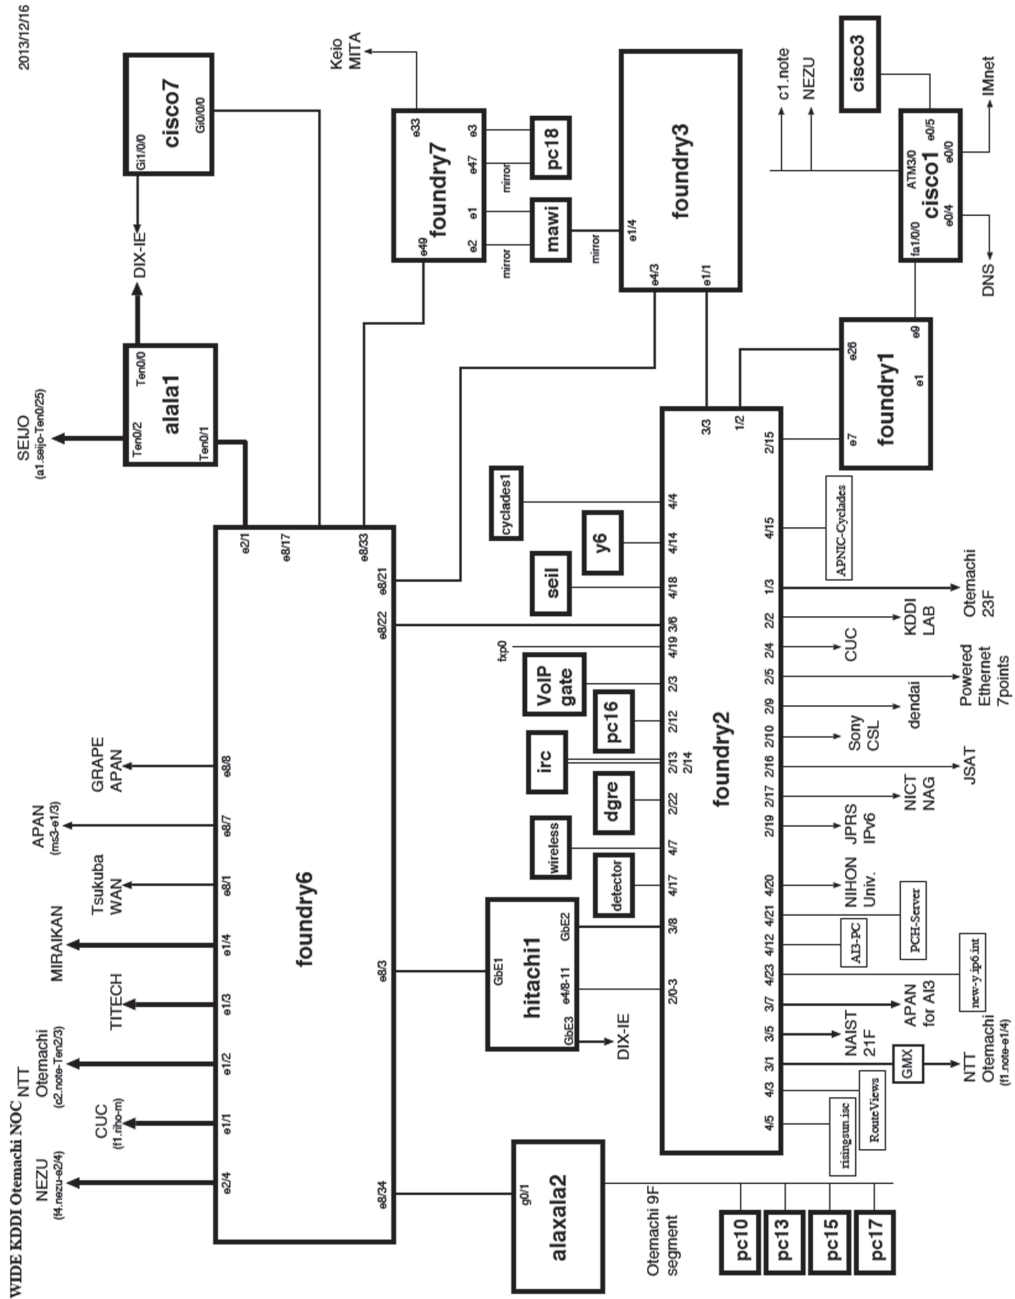 WIDE KDDI Otemachi NOC
2013/12/16
NEZU
(f4.nezu-e2/4)
CUC
(f1.riho-m)
NTT
Otemachi
(c2.note-Ten2/3)
TITECH
MIRAIKAN
Tsukuba
WAN
APAN
(ms3-e1/3)
GRAPE
APAN
SEIJO
(a1.seijo-Ten0/25)
DIX-IE
Keio
MITA
e2/4
e1/1
e1/2
e1/3
e1/4
e8/1
e8/7
e8/8
foundry6
e2/1
e8/17
e8/33
e8/34
e8/3
e8/22
e8/21
Ten0/2
Ten0/0
Ten0/1
alala1
Gi1/0/0
cisco7
Gi0/0/0
e33
foundry7
e49
e2
e1
e47
e3
mirror
mirror
mawi
pc18
mirror
e1/4
foundry3
e4/3
e1/1
g0/1
alaxala2
Otemachi 9F
segment
pc10
pc13
pc15
pc17
GbE1
hitachi1
GbE3
e4/8-11
GbE2
DIX-IE
detector
wireless
dgre
irc
pc16
VoIP
gate
fxp0
seil
y6
cyclades1
2/0-3
3/8
4/17
4/7
2/22
2/13
2/14
2/12
2/3
4/19
3/6
4/18
4/14
4/4
foundry2
3/3
1/2
2/15
4/5
4/3
3/1
3/5
3/7
4/23
4/12
4/21
4/20
2/19
2/17
2/16
2/10
2/9
2/5
2/4
2/2
1/3
4/15
risingsun.isc
RouteViews
GMX
NTT
Otemachi
(f1.note-e1/4)
NAIST
21F
APAN
for AI3
new-y.ip6.int
AI3-PC
PCH-Server
NIHON
Univ.
JPRS
IPv6
NICT
NAG
JSAT
Sony
CSL
dendai
Powered
Ethernet
7points
CUC
KDDI
LAB
Otemachi
23F
APNIC-Cyclades
e7
e26
foundry1
e1
e9
c1.note
NEZU
cisco3
fa1/0/0
ATM3/0
cisco1
e0/5
e0/4
e0/0
DNS
IMnet